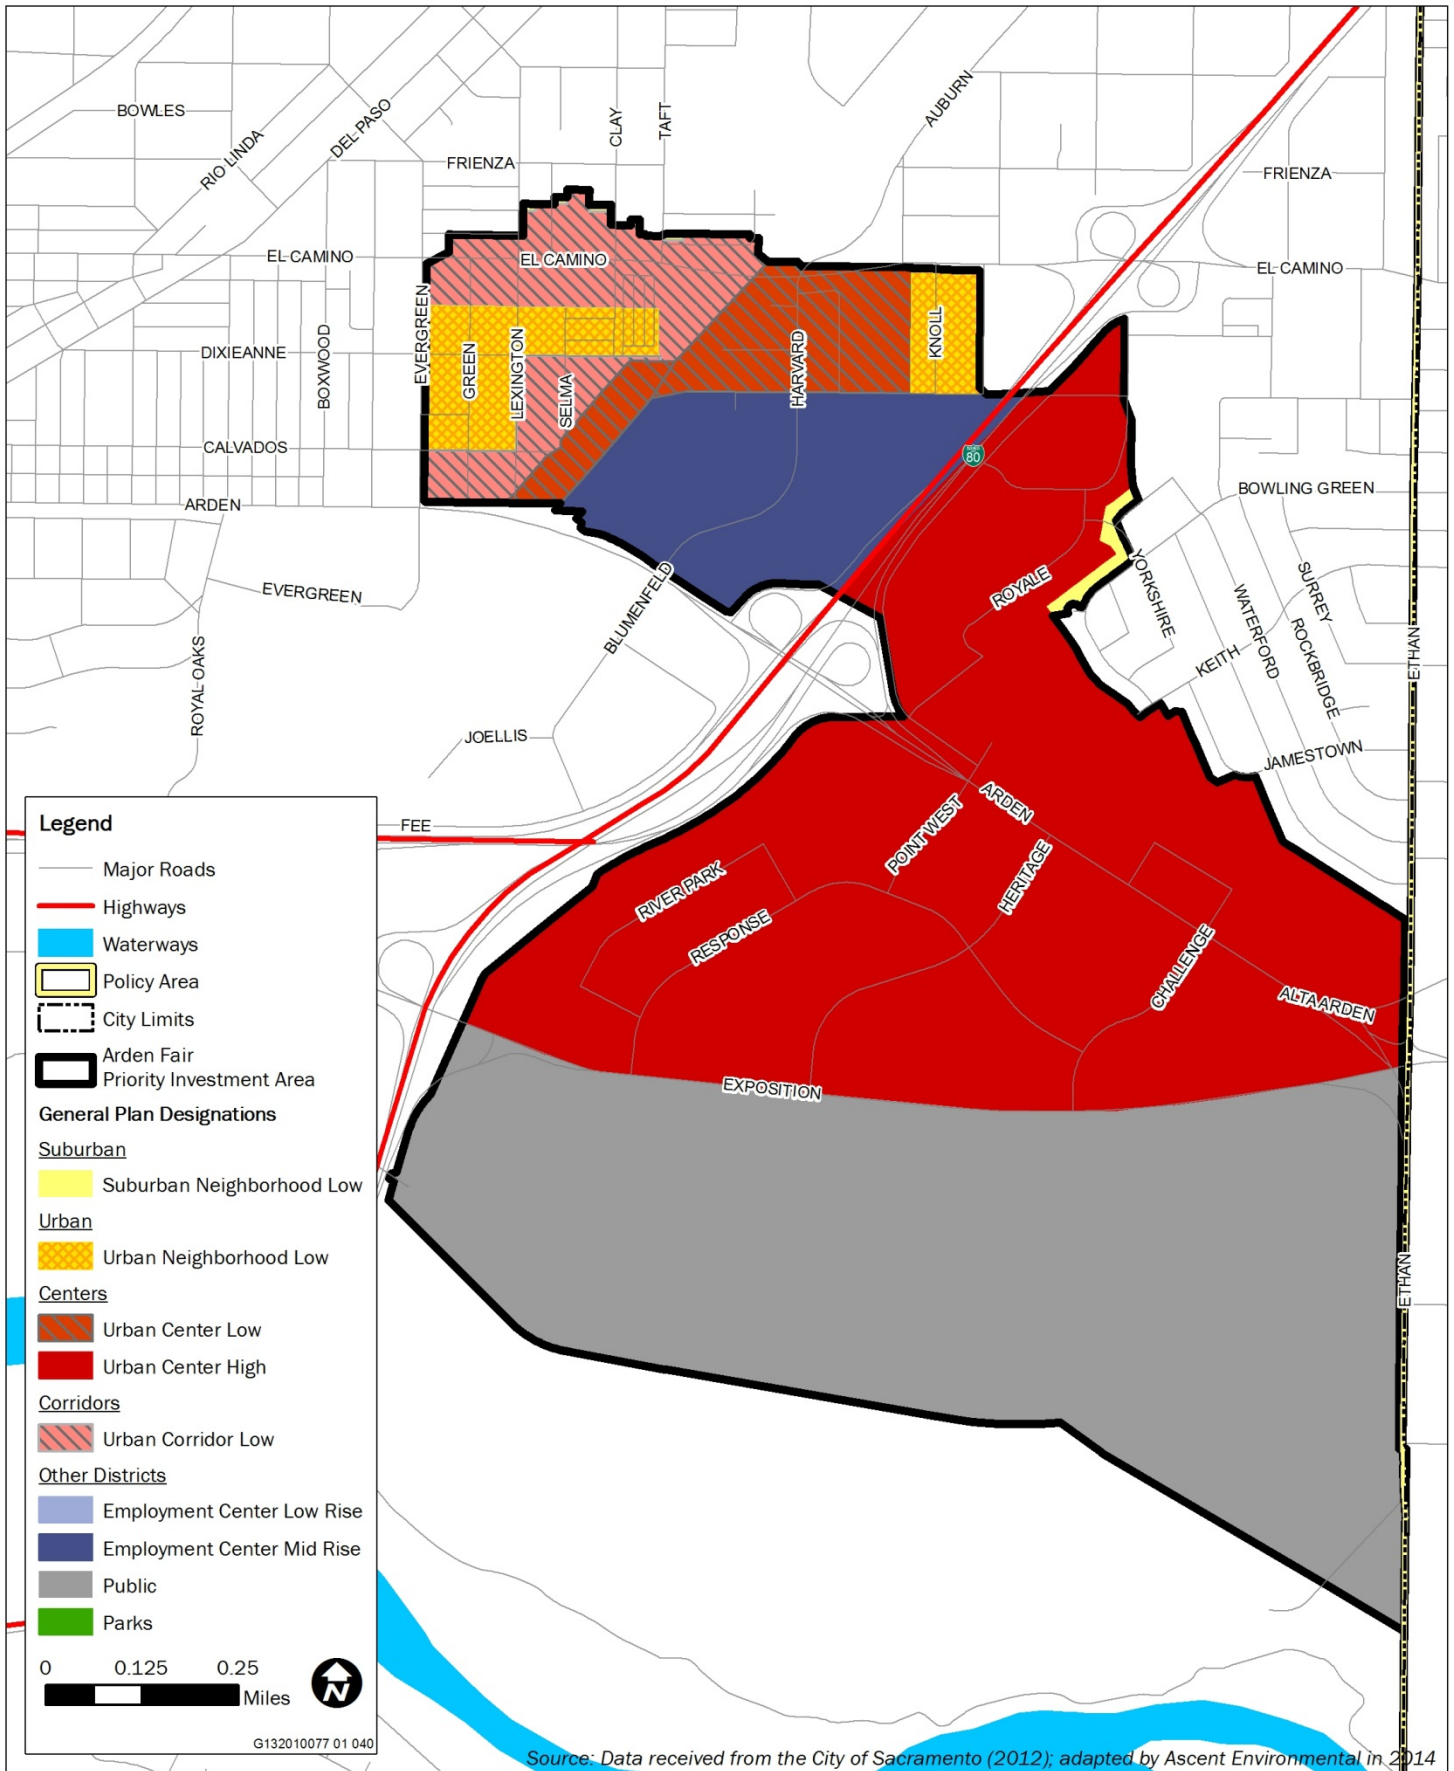 BOWLES
RIO LINDA
DEL PASO
CLAY
TAFT
AUBURN
FRIENZA
FRIENZA
EL CAMINO
EL CAMINO
EL CAMINO
EVERGREEN
BOXWOOD
DIXIEANNE
GREEN
LEXINGTON
SELMA
HARVARD
KNOLL
CALVADOS
80
ARDEN
BOWLING GREEN
EVERGREEN
BLUMENFELD
ROYALE
YORKSHIRE
SURREY
WATERFORD
ROCKBRIDGE
KEITH
ETHAN
ROYAL OAKS
JOELLIS
JAMESTOWN
FEE
POINT WEST
ARDEN
HERITAGE
RIVER PARK
RESPONSE
CHALLENGE
ALTA ARDEN
EXPOSITION
ETHAN
Legend
Major Roads
Highways
Waterways
Policy Area
City Limits
Arden Fair
Priority Investment Area
General Plan Designations
Suburban
Suburban Neighborhood Low
Urban
Urban Neighborhood Low
Centers
Urban Center Low
Urban Center High
Corridors
Urban Corridor Low
Other Districts
Employment Center Low Rise
Employment Center Mid Rise
Public
Parks
0 0.125 0.25
Miles
N
G132010077 01 040
Source: Data received from the City of Sacramento (2012); adapted by Ascent Environmental in 2014